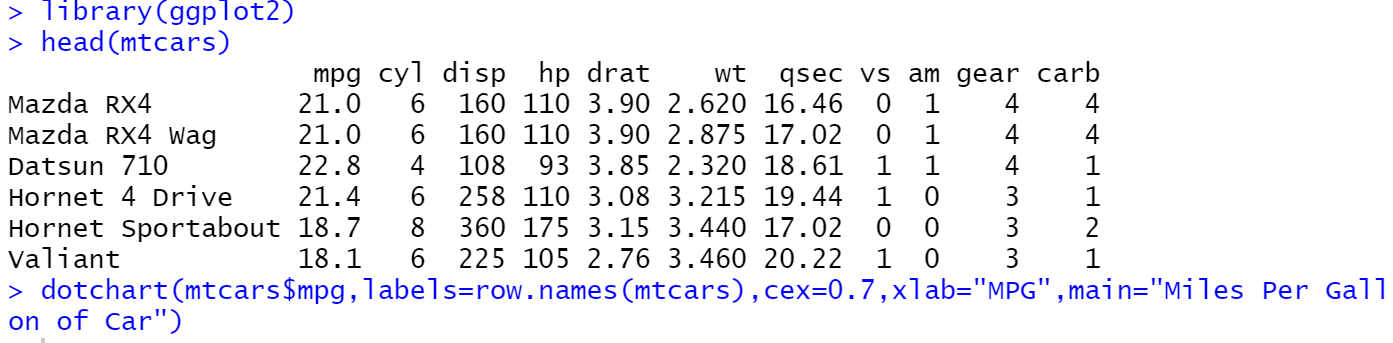 > library(ggplot2)
> head(mtcars)
                   mpg cyl disp  hp drat    wt  qsec vs am gear carb
Mazda RX4         21.0   6  160 110 3.90 2.620 16.46  0  1    4    4
Mazda RX4 Wag     21.0   6  160 110 3.90 2.875 17.02  0  1    4    4
Datsun 710        22.8   4  108  93 3.85 2.320 18.61  1  1    4    1
Hornet 4 Drive    21.4   6  258 110 3.08 3.215 19.44  1  0    3    1
Hornet Sportabout 18.7   8  360 175 3.15 3.440 17.02  0  0    3    2
Valiant           18.1   6  225 105 2.76 3.460 20.22  1  0    3    1
> dotchart(mtcars$mpg,labels=row.names(mtcars),cex=0.7,xlab="MPG",main="Miles Per Gall
on of Car")